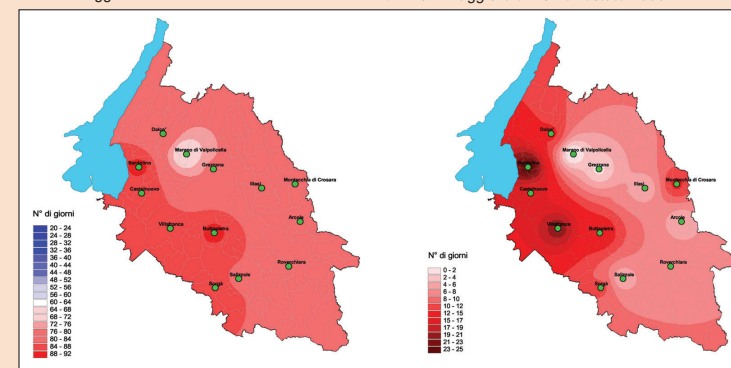 Dolce'
Marano di Valpolicella
Bardolino
Grezzana
Castelnuovo
Illasi
Montecchia di Crosara
Villafranca
Buttapietra
Arcole
Roverchiara
Salizzole
Sorgà
N° di giorni
20 - 24
24 - 28
28 - 32
32 - 36
36 - 40
40 - 44
44 - 48
48 - 52
52 - 56
56 - 60
60 - 64
64 - 68
68 - 72
72 - 76
76 - 80
80 - 84
84 - 88
88 - 92
Dolce'
Marano di Valpolicella
Bardolino
Grezzana
Castelnuovo
Illasi
Montecchia di Crosara
Villafranca
Buttapietra
Arcole
Roverchiara
Salizzole
Sorgà
N° di giorni
0 - 2
2 - 4
4 - 6
6 - 8
8 - 10
10 - 12
12 - 15
15 - 17
17 - 19
19 - 21
21 - 23
23 - 25